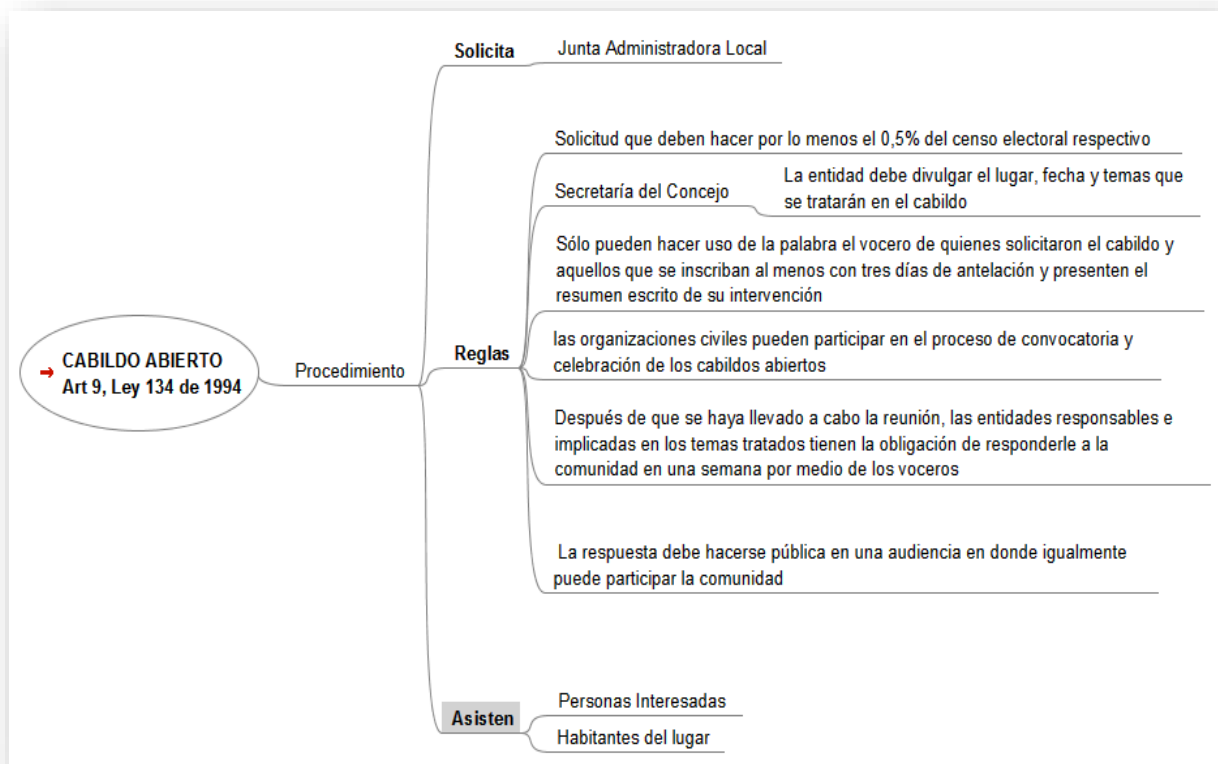 CABILDO ABIERTO
Art 9, Ley 134 de 1994
Procedimiento
Solicita
Junta Administradora Local
Reglas
Solicitud que deben hacer por lo menos el 0,5% del censo electoral respectivo
Secretaría del Concejo
La entidad debe divulgar el lugar, fecha y temas que
se tratarán en el cabildo
Sólo pueden hacer uso de la palabra el vocero de quienes solicitaron el cabildo y
aquellos que se inscriban al menos con tres días de antelación y presenten el
resumen escrito de su intervención
las organizaciones civiles pueden participar en el proceso de convocatoria y
celebración de los cabildos abiertos
Después de que se haya llevado a cabo la reunión, las entidades responsables e
implicadas en los temas tratados tienen la obligación de responderle a la
comunidad en una semana por medio de los voceros
La respuesta debe hacerse pública en una audiencia en donde igualmente
puede participar la comunidad
Asisten
Personas Interesadas
Habitantes del lugar